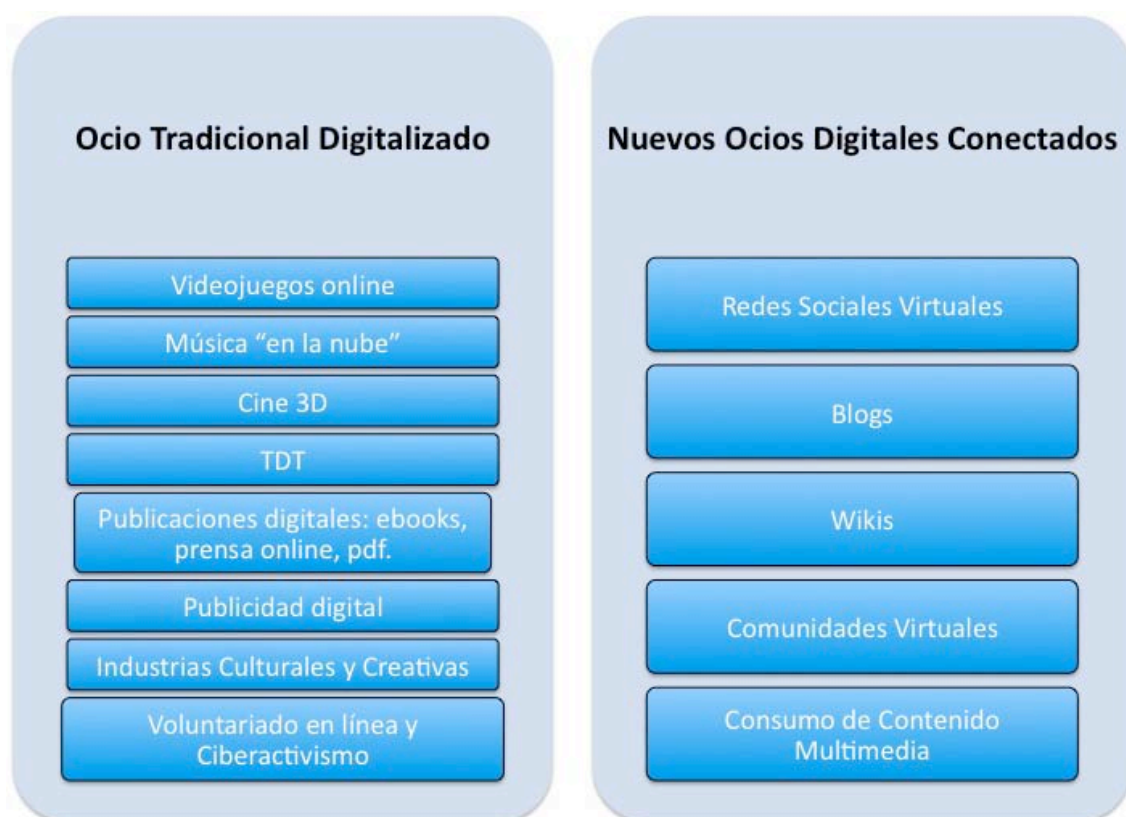 Ocio Tradicional Digitalizado
Videojuegos online
Música “en la nube”
Cine 3D
TDT
Publicaciones digitales: ebooks,
prensa online, pdf.
Publicidad digital
Industrias Culturales y Creativas
Voluntariado en línea y
Ciberactivismo
Nuevos Ocios Digitales Conectados
Redes Sociales Virtuales
Blogs
Wikis
Comunidades Virtuales
Consumo de Contenido
Multimedia